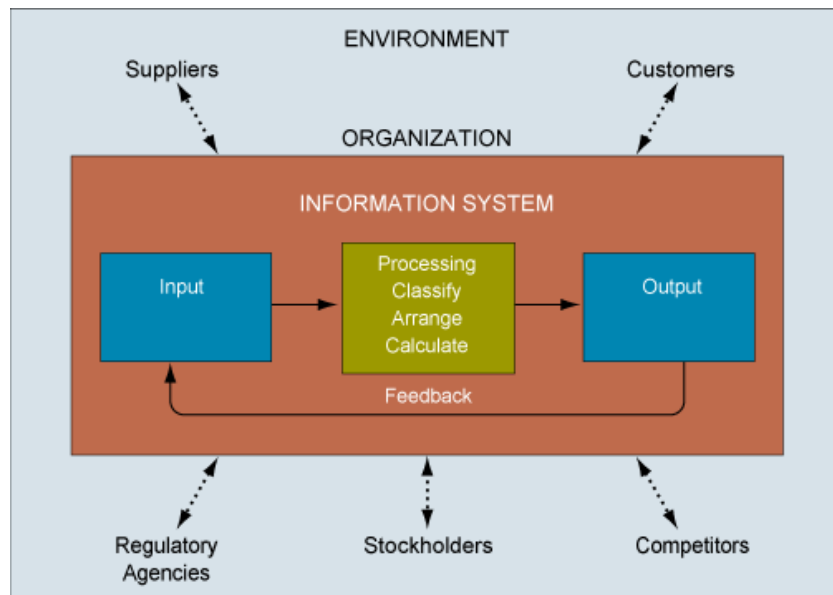 ENVIRONMENT
Suppliers
Customers
ORGANIZATION
INFORMATION SYSTEM
Input
Processing
Classify
Arrange
Calculate
Output
Feedback
Regulatory
Agencies
Stockholders
Competitors